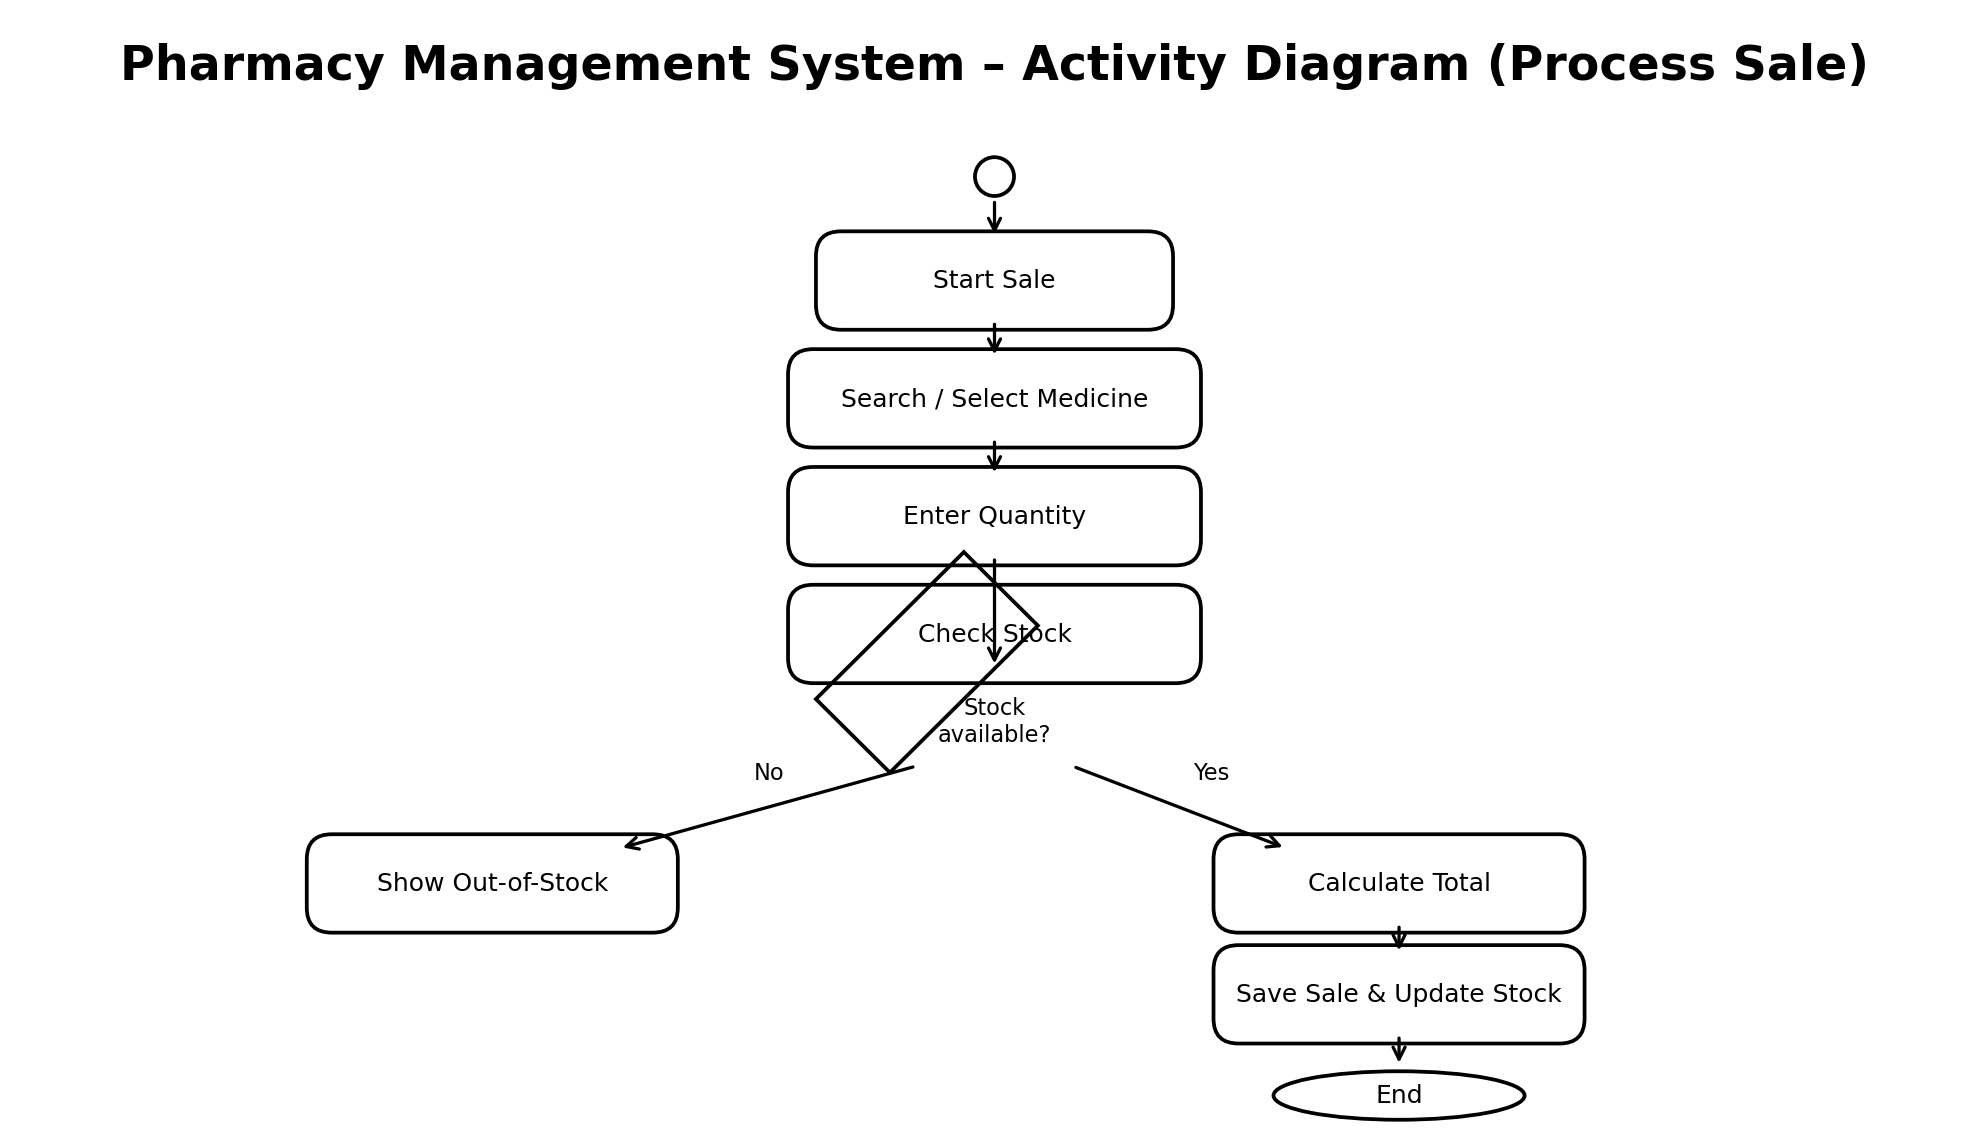 Pharmacy Management System – Activity Diagram (Process Sale)
Start Sale
Search / Select Medicine
Enter Quantity
Check Stock
Stock
available?
No
Yes
Show Out-of-Stock
Calculate Total
Save Sale & Update Stock
End